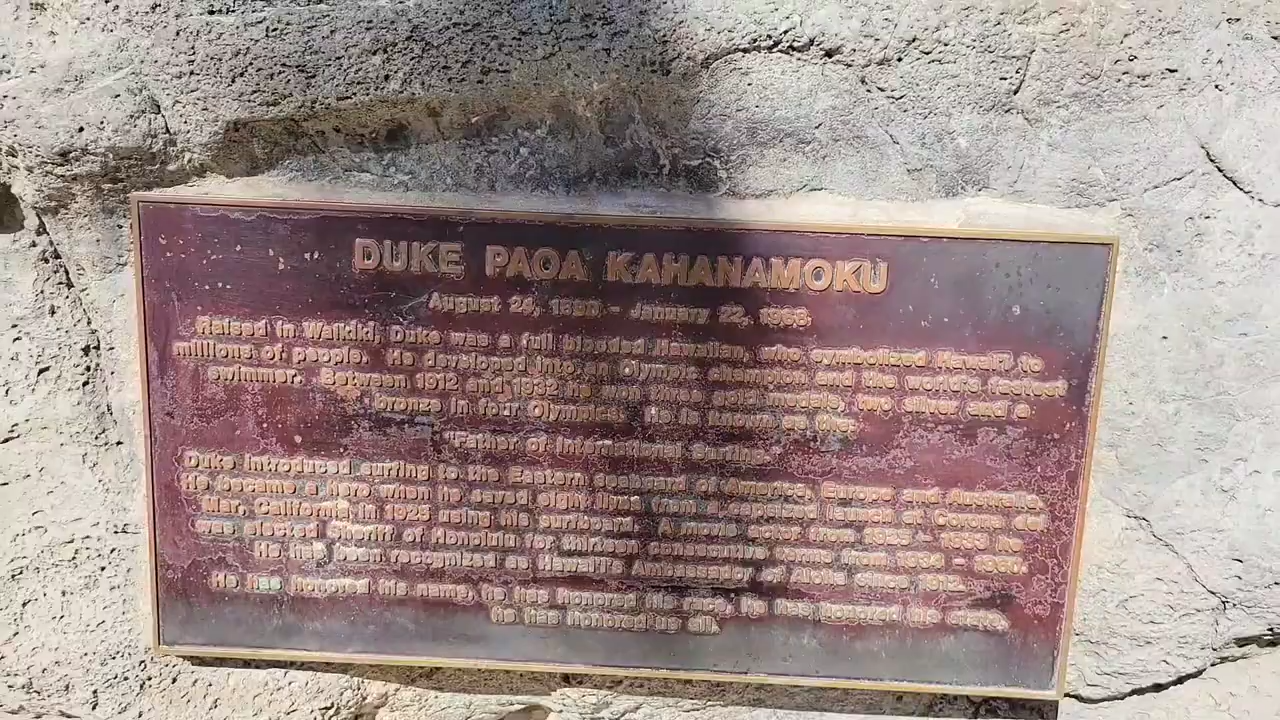 DUKE PAOA KAHANAMOKU
August 24, 1890 - January 22, 1968
Raised in Waikiki, Duke was a full blooded Hawaiian, who symbolized Hawai'i to
millions of people. He developed into an Olympic champion and the world's fastest
swimmer. Between 1912 and 1932 he won three gold medals, two silver and a
bronze in four Olympics. He is known as the:
"Father of International Surfing."
Duke introduced surfing to the Eastern Seaboard of America, Europe and Australia.
He became a hero when he saved eight lives from a capsized launch at Corona del
Mar, California in 1925 using his surfboard. A movie actor from 1925 - 1933 he
was elected Sheriff of Honolulu for thirteen consecutive terms from 1934 - 1960.
He has been recognized as Hawaii's Ambassador of Aloha since 1912.
He has honored his name, he has honored his race, he has honored his state,
he has honored us all.